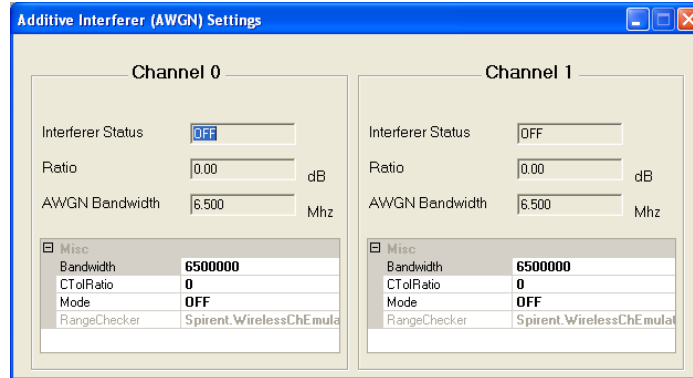 Additive Interferer (AWGN) Settings
Channel 0
Interferer Status OFF
Ratio 0.00 dB
AWGN Bandwidth 6.500 Mhz
Misc
Bandwidth 6500000
CToIRatio 0
Mode OFF
RangeChecker Spirent.WirelessChEmula
Channel 1
Interferer Status OFF
Ratio 0.00 dB
AWGN Bandwidth 6.500 Mhz
Misc
Bandwidth 6500000
CToIRatio 0
Mode OFF
RangeChecker Spirent.WirelessChEmulat